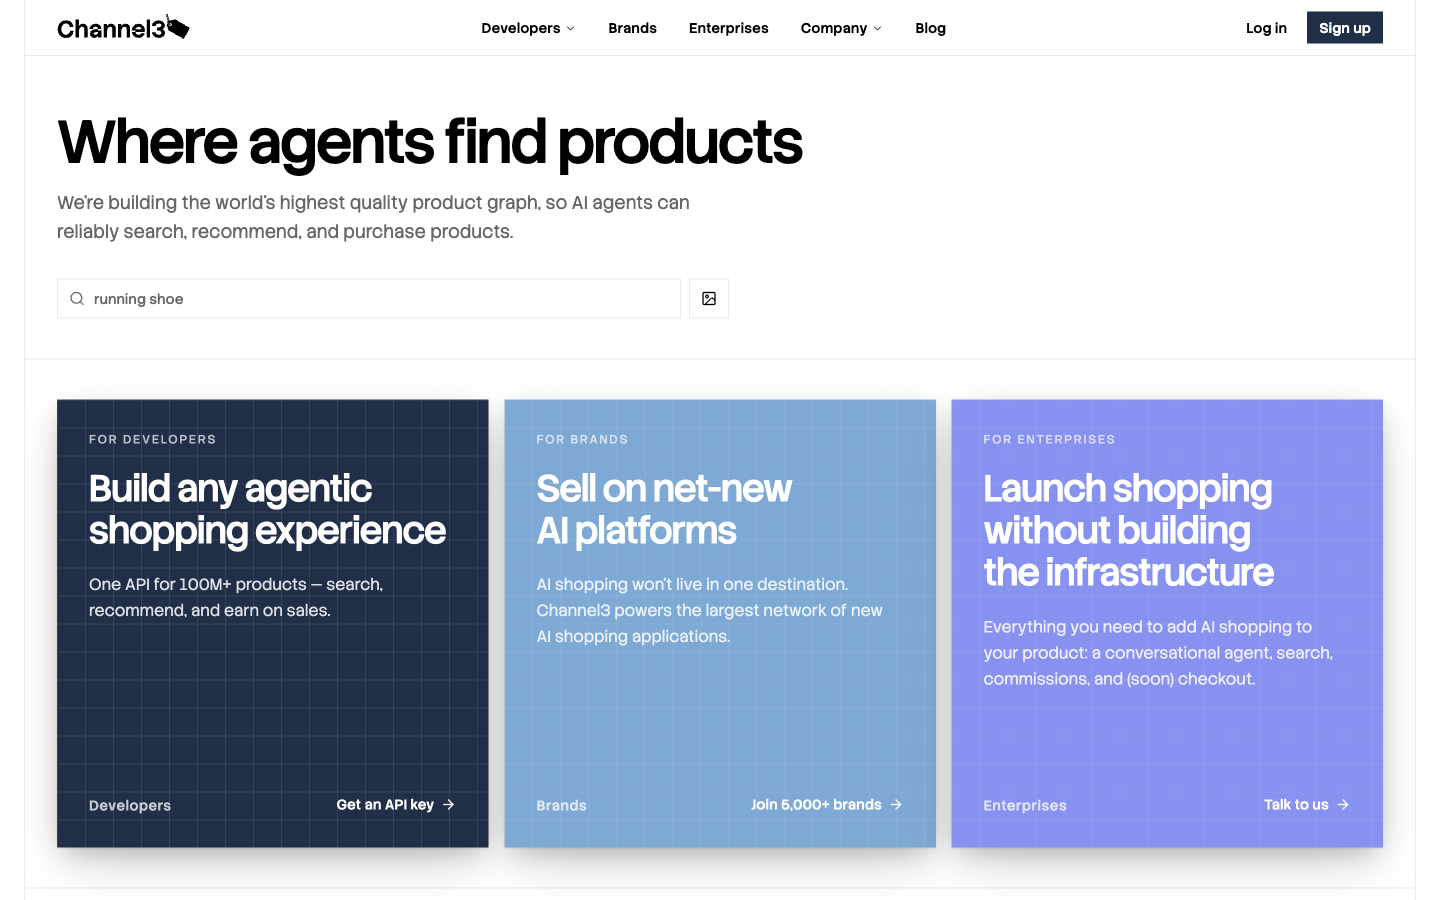 Channel3
Developers
Brands
Enterprises
Company
Blog
Log in
Sign up
Where agents find products
We're building the world's highest quality product graph, so AI agents can
reliably search, recommend, and purchase products.
running shoe
FOR DEVELOPERS
Build any agentic
shopping experience
One API for 100M+ products — search,
recommend, and earn on sales.
Developers
Get an API key →
FOR BRANDS
Sell on net-new
AI platforms
AI shopping won't live in one destination.
Channel3 powers the largest network of new
AI shopping applications.
Brands
Join 5,000+ brands →
FOR ENTERPRISES
Launch shopping
without building
the infrastructure
Everything you need to add AI shopping to
your product: a conversational agent, search,
commissions, and (soon) checkout.
Enterprises
Talk to us →